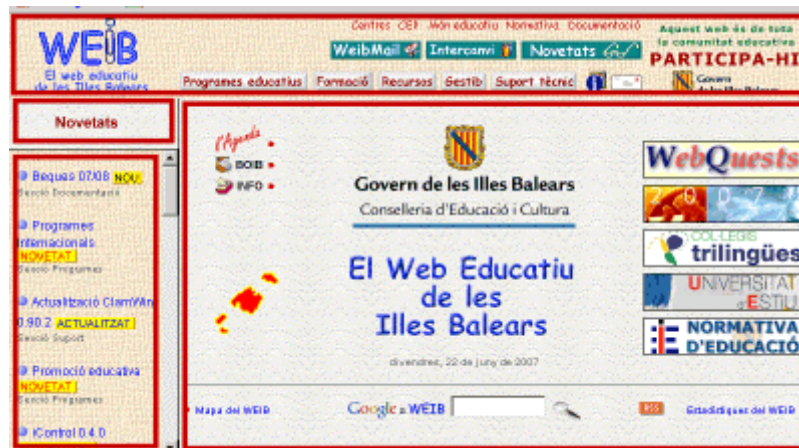 WEIB
El web educatiu
de les Illes Balears
Centres CEP Món educatiu Normativa Documentació
WeibMail Intercanvi Novetats
Programes educatius Formació Recursos Gestib Suport tècnic
Aquest web és de tota
la comunitat educativa
PARTICIPA-HI
Govern
Novetats
Beques 07/08 NOU!
Secció Documentació
Programes
Internacionals
NOVETAT!
Secció Programes
Actualització ClamWin
0.90.2 ACTUALITZAT!
Secció Suport
Promoció educativa
NOVETAT!
Secció Programes
iControl 0.4.0
l'Agenda
BOIB
INFO
Govern de les Illes Balears
Conselleria d'Educació i Cultura
El Web Educatiu
de les
Illes Balears
divendres, 22 de juny de 2007
WebQuests
2007
COL·LEGIS
trilingües
UNIVERSITAT
d'ESTIU
NORMATIVA
D'EDUCACIÓ
Mapa del WEIB
Google a WEIB
RSS
Estadístiques del WEIB